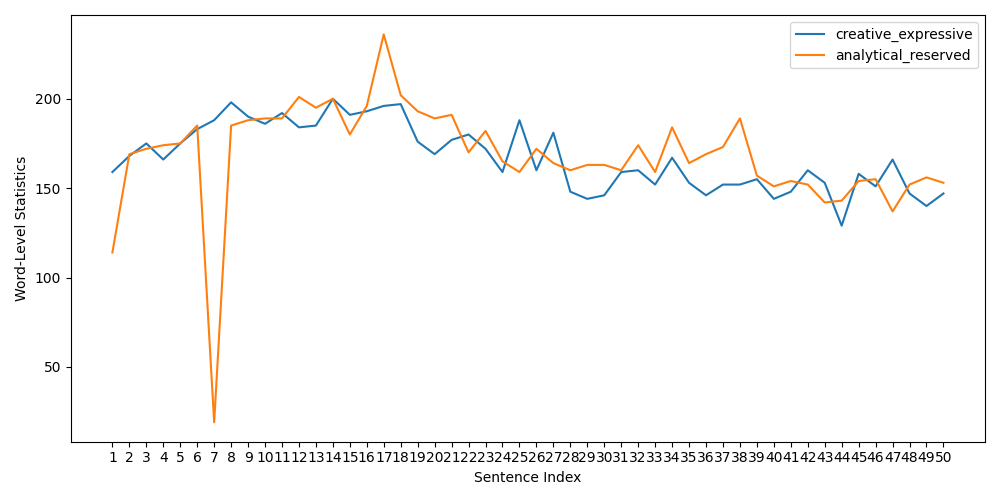 creative_expressive
analytical_reserved
Word-Level Statistics
200
150
100
50
1 2 3 4 5 6 7 8 9 10 11 12 13 14 15 16 17 18 19 20 21 22 23 24 25 26 27 28 29 30 31 32 33 34 35 36 37 38 39 40 41 42 43 44 45 46 47 48 49 50
Sentence Index